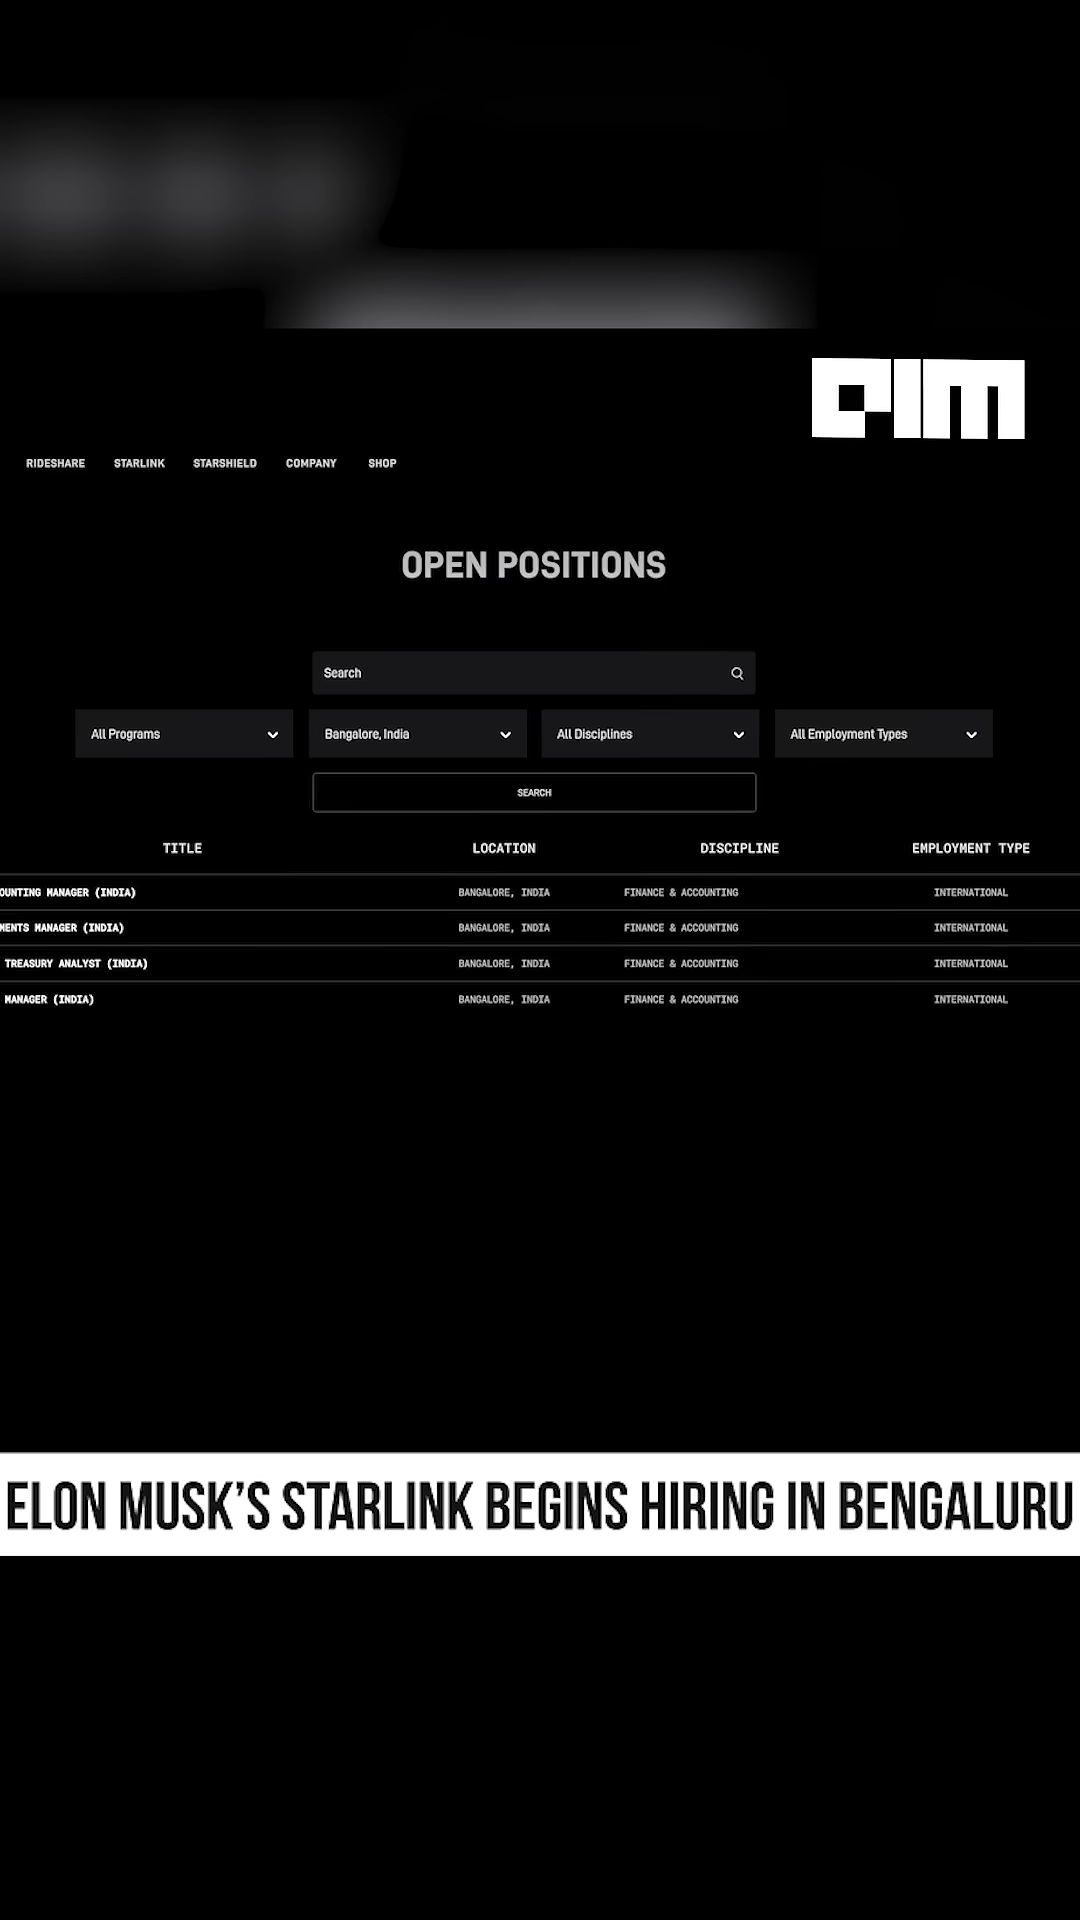 AIM
RIDESHARE STARLINK STARSHIELD COMPANY SHOP
OPEN POSITIONS
Search
All Programs Bangalore, India All Disciplines All Employment Types
SEARCH
TITLE LOCATION DISCIPLINE EMPLOYMENT TYPE
OUNTING MANAGER (INDIA) BANGALORE, INDIA FINANCE & ACCOUNTING INTERNATIONAL
MENTS MANAGER (INDIA) BANGALORE, INDIA FINANCE & ACCOUNTING INTERNATIONAL
TREASURY ANALYST (INDIA) BANGALORE, INDIA FINANCE & ACCOUNTING INTERNATIONAL
MANAGER (INDIA) BANGALORE, INDIA FINANCE & ACCOUNTING INTERNATIONAL
ELON MUSK'S STARLINK BEGINS HIRING IN BENGALURU